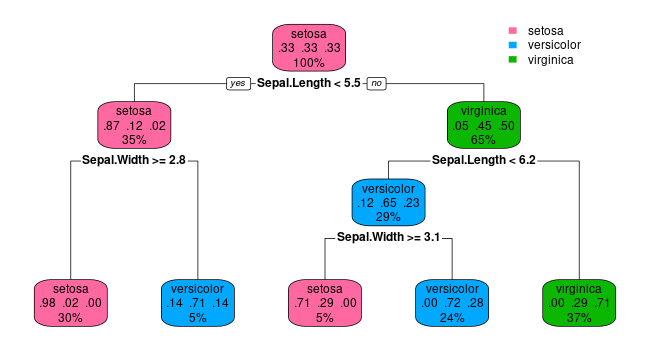 setosa
.33 .33 .33
100%
setosa
versicolor
virginica
yes Sepal.Length < 5.5 no
setosa
.87 .12 .02
35%
virginica
.05 .45 .50
65%
Sepal.Width >= 2.8
Sepal.Length < 6.2
versicolor
.12 .65 .23
29%
Sepal.Width >= 3.1
setosa
.98 .02 .00
30%
versicolor
.14 .71 .14
5%
setosa
.71 .29 .00
5%
versicolor
.00 .72 .28
24%
virginica
.00 .29 .71
37%